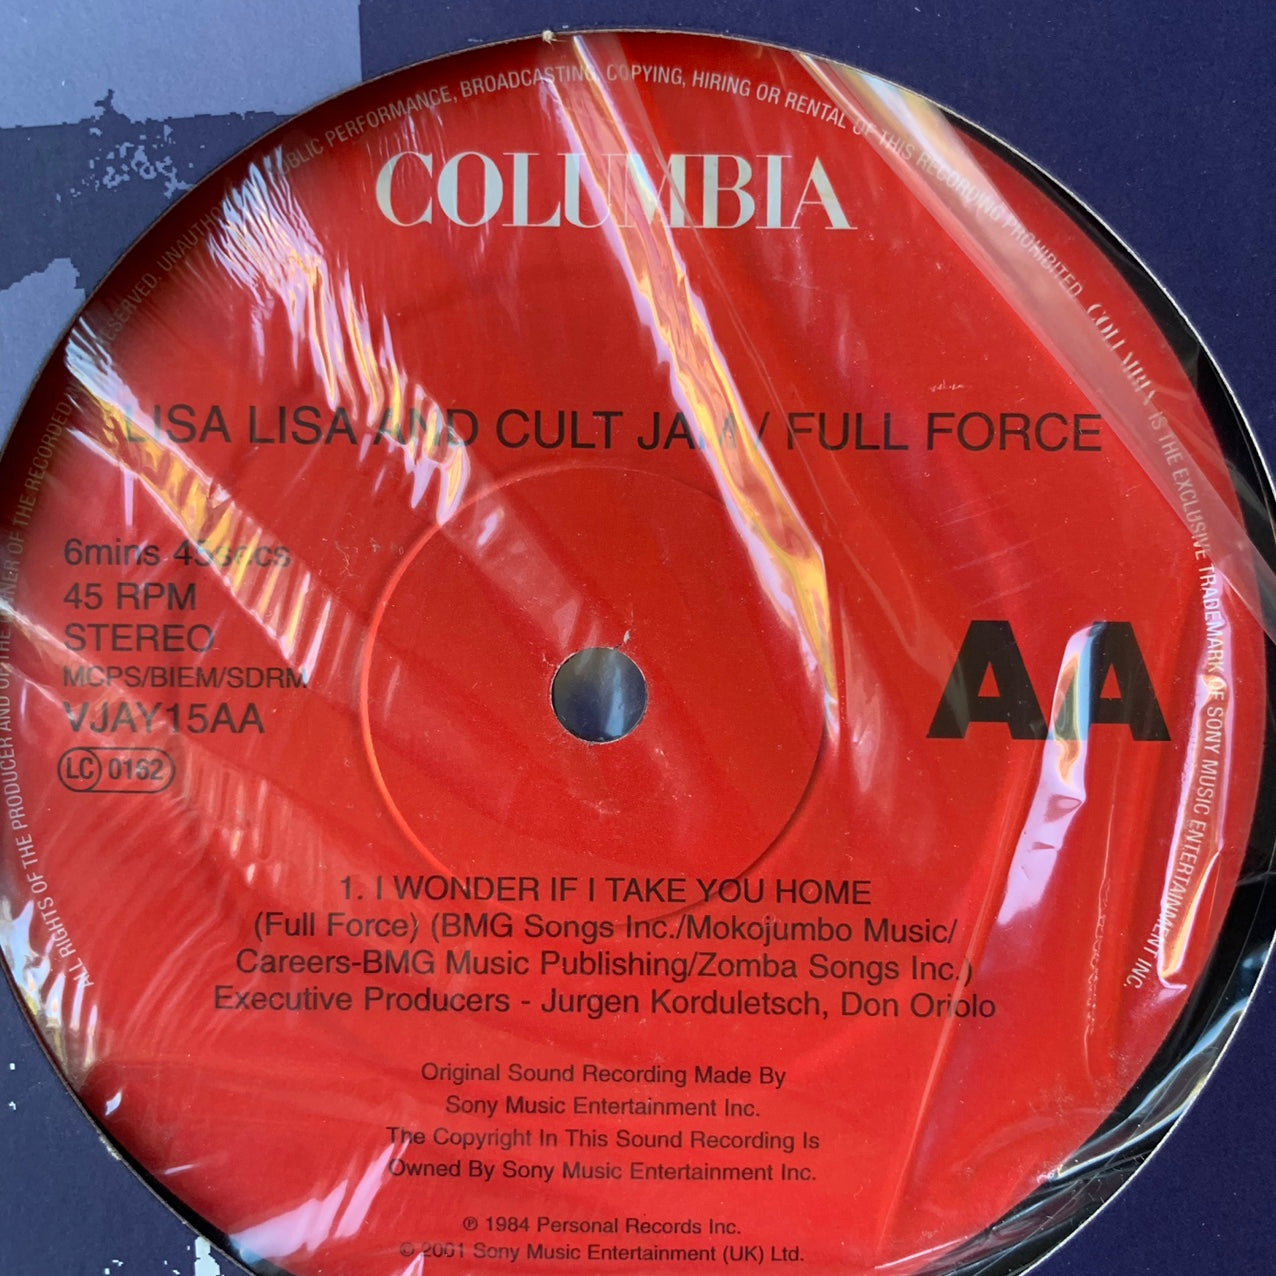 ALL RIGHTS OF THE PRODUCER AND OF THE OWNER OF THE RECORDED RESERVED. PUBLIC PERFORMANCE, BROADCASTING, COPYING, HIRING OR RENTAL OF THIS RECORDING PROHIBITED. COLUMBIA IS THE EXCLUSIVE TRADEMARK OF SONY MUSIC ENTERTAINMENT INC.
COLUMBIA
LISA LISA AND CULT JAM / FULL FORCE
6mins 45secs
45 RPM
STEREO
MCPS/BIEM/SDRM
VJAY15AA
LC 0162
AA
1. I WONDER IF I TAKE YOU HOME
(Full Force) (BMG Songs Inc./Mokojumbo Music/
Careers-BMG Music Publishing/Zomba Songs Inc.)
Executive Producers - Jurgen Korduletsch, Don Oriolo
Original Sound Recording Made By
Sony Music Entertainment Inc.
The Copyright In This Sound Recording Is
Owned By Sony Music Entertainment Inc.
℗ 1984 Personal Records Inc.
© 2001 Sony Music Entertainment (UK) Ltd.